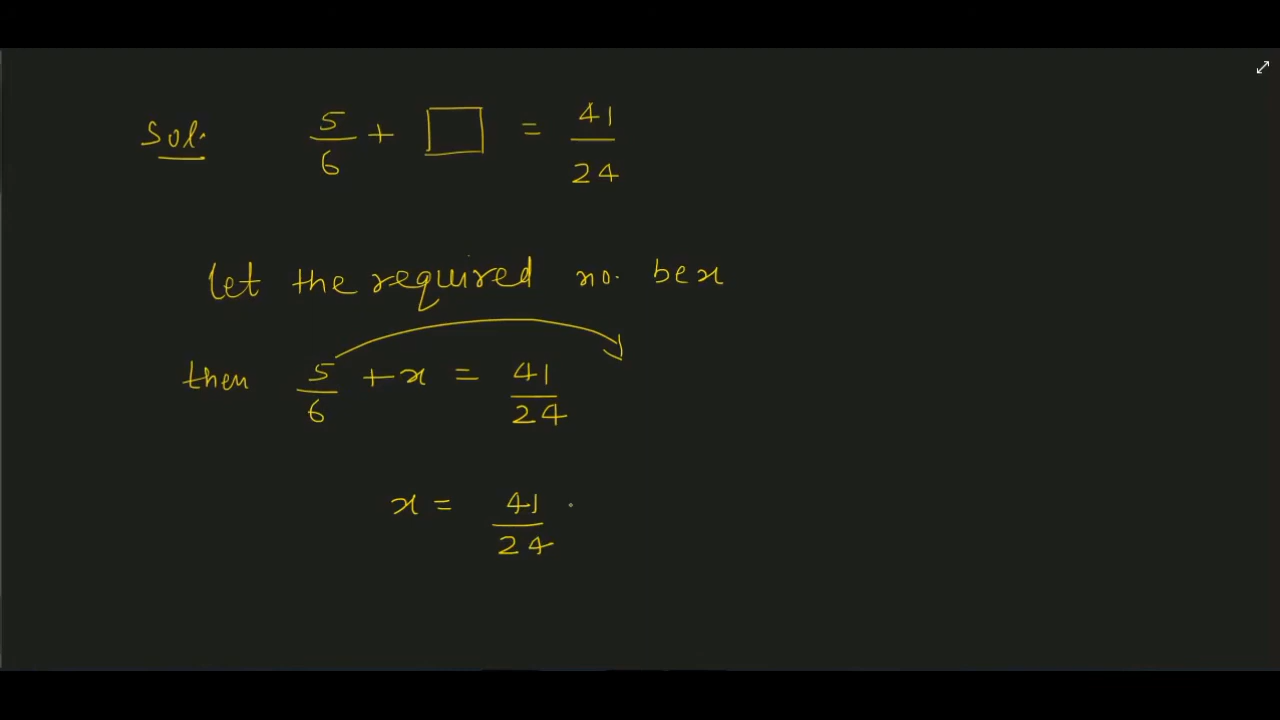 Sol. 5/6 + □ = 41/24
let the required no. be x
then 5/6 + x = 41/24
x = 41/24